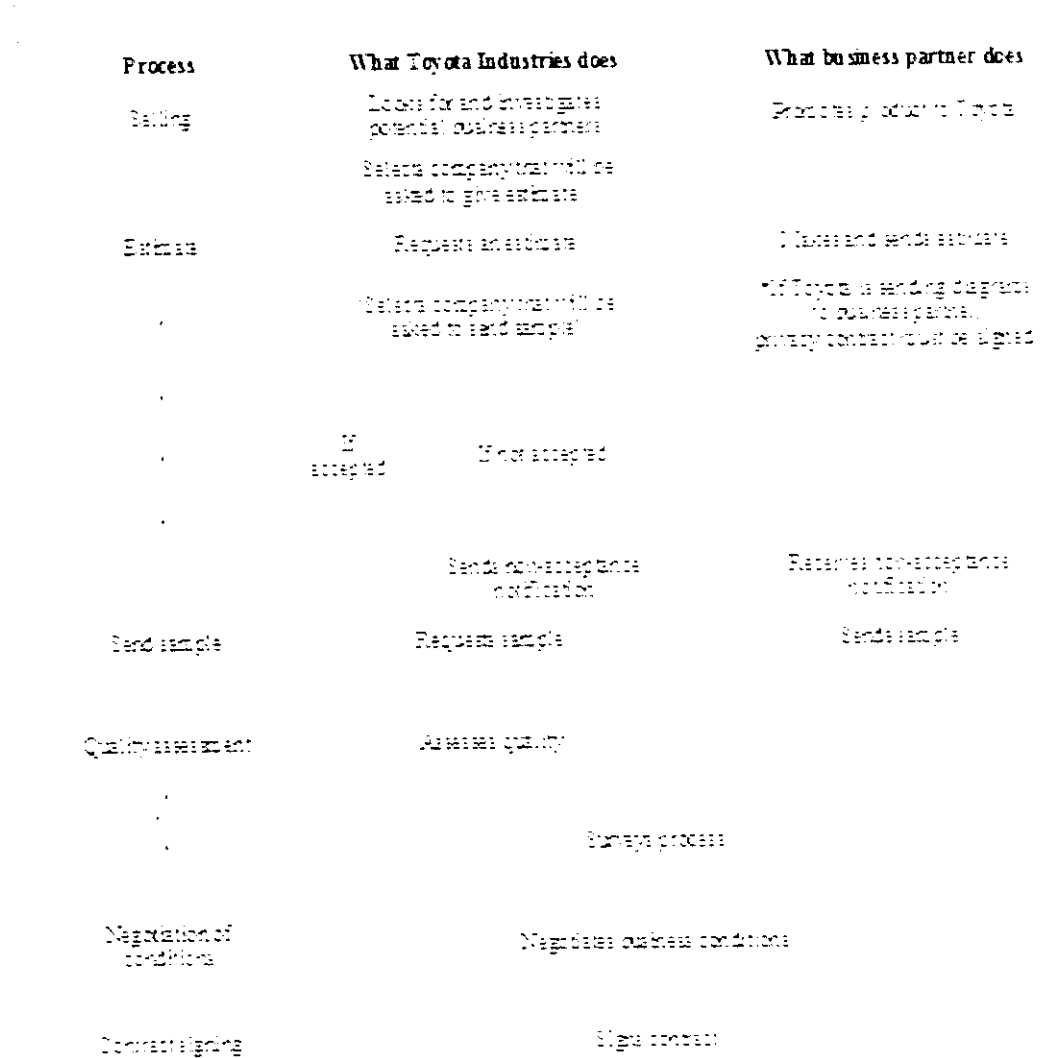 Process
What Toyota Industries does
What business partner does
Selling
Looks for and investigates
potential business partners
Promotes product to Toyota
Selects company that will be
asked to give estimate
Estimate
Requests an estimate
Makes and sends estimate
Selects company that will be
asked to send sample
*If Toyota is sending diagrams
to business partner,
privacy contract must be signed
If
accepted
If not accepted
Sends non-acceptance
notification
Receives non-acceptance
notification
Send sample
Requests sample
Sends sample
Quality assessment
Assesses quality
Surveys process
Negotiation of
conditions
Negotiates business conditions
Contract signing
Signs contract